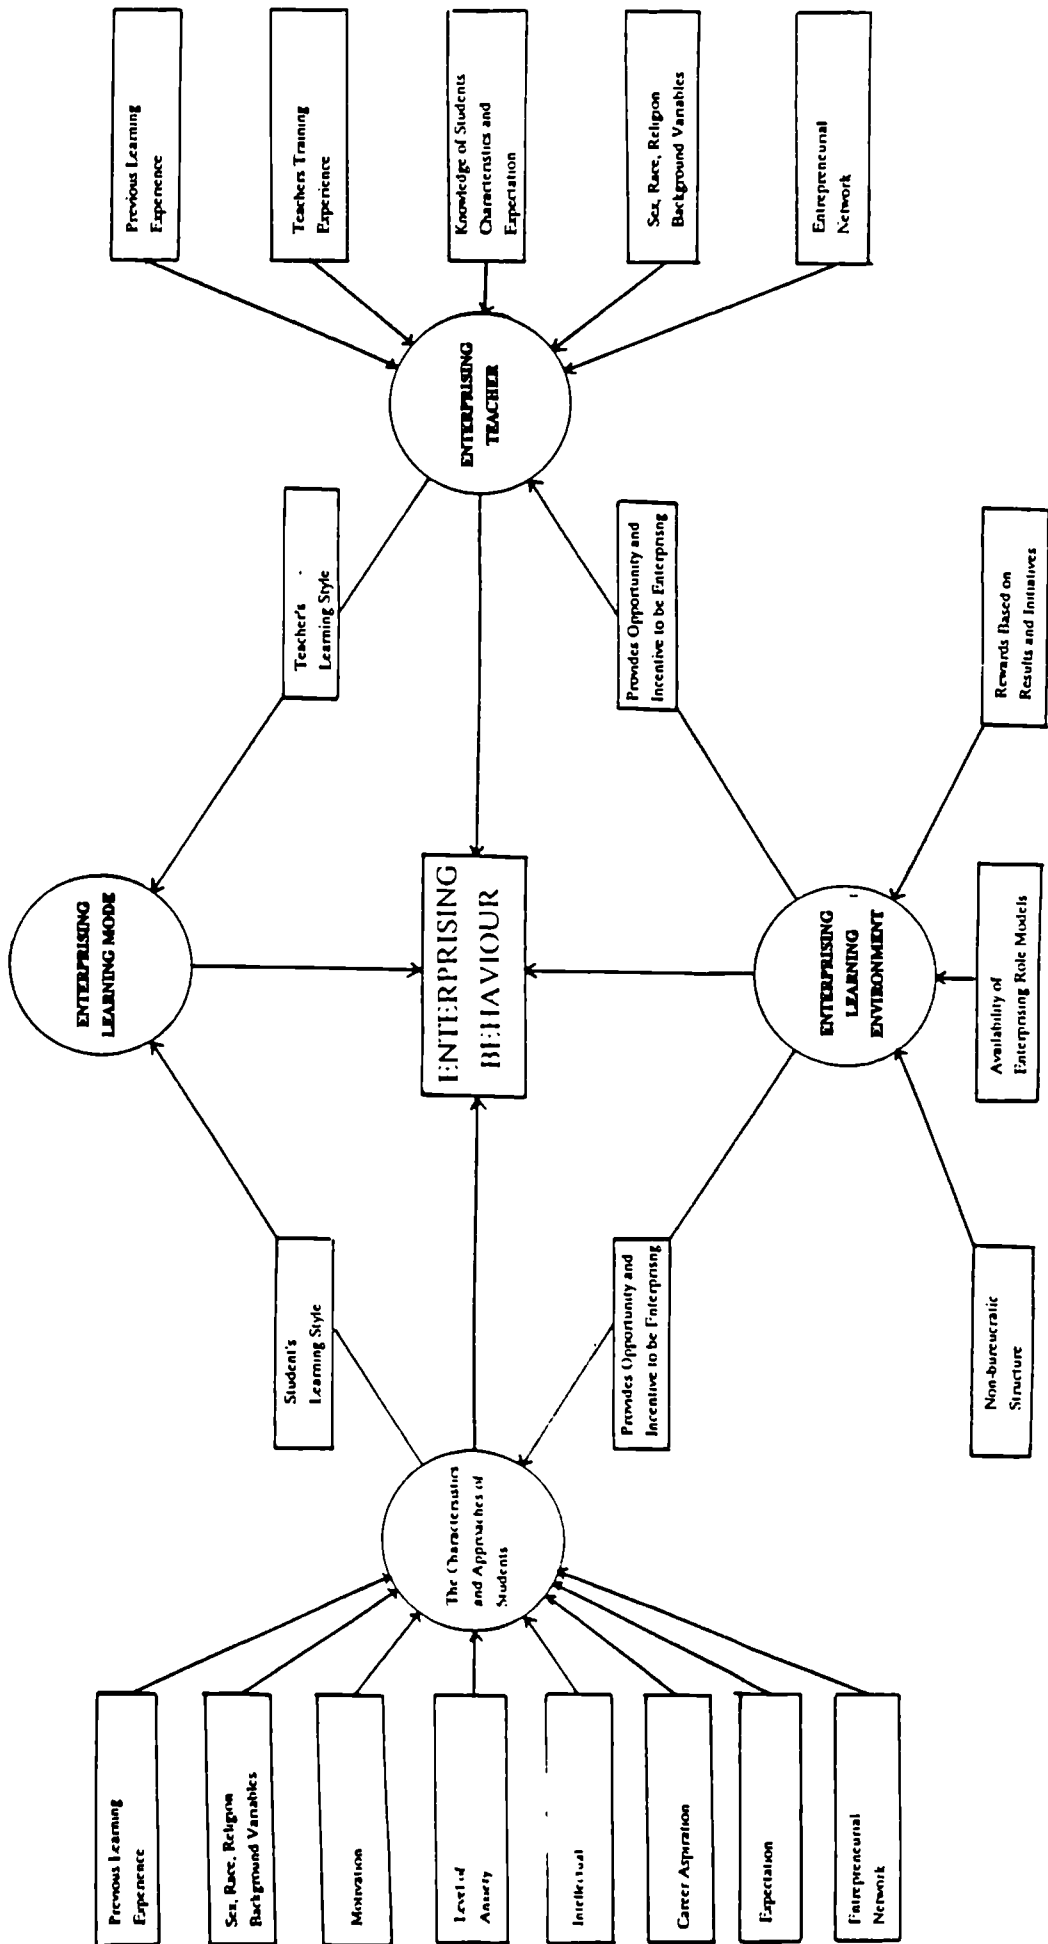 ENTERPRISING
LEARNING MODE
Student's
Learning Style
Teacher's
Learning Style
Previous Learning
Experience
Sex, Race, Religion
Background Variables
Motivation
Level of
Anxiety
Intellectual
Career Aspiration
Expectation
Entrepreneurial
Network
The Characteristics
and Approaches of
Students
ENTERPRISING
BEHAVIOUR
ENTERPRISING
TEACHER
Previous Learning
Experience
Teachers Training
Experience
Knowledge of Students
Characteristics and
Expectation
Sex, Race, Religion
Background Variables
Entrepreneurial
Network
Provides Opportunity and
Incentive to be Enterprisng
Provides Opportunity and
Incentive to be Enterprisng
ENTERPRISING
LEARNING
ENVIRONMENT
Non-bureucratic
Structure
Availability of
Enterprising Role Models
Rewards Based on
Results and Initiatives